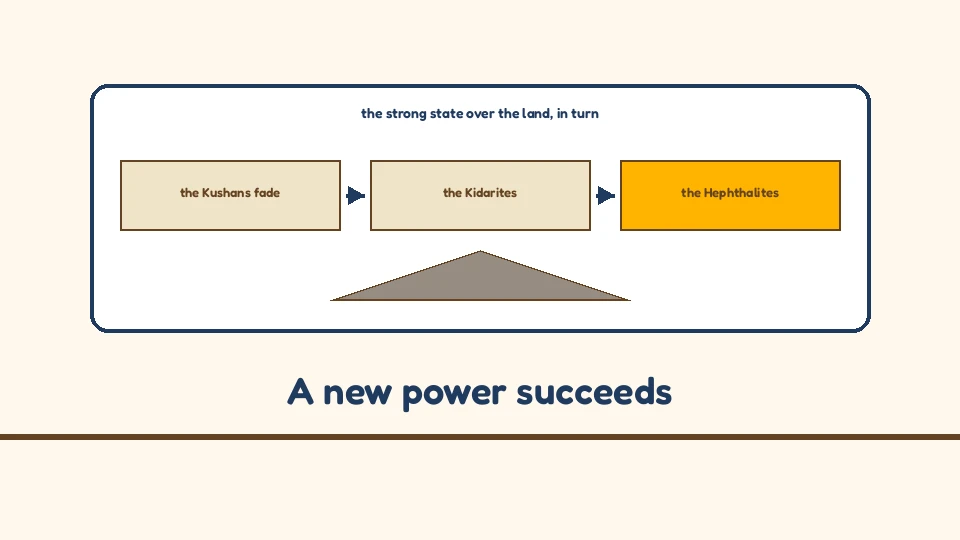 the strong state over the land, in turn
the Kushans fade
the Kidarites
the Hephthalites
A new power succeeds